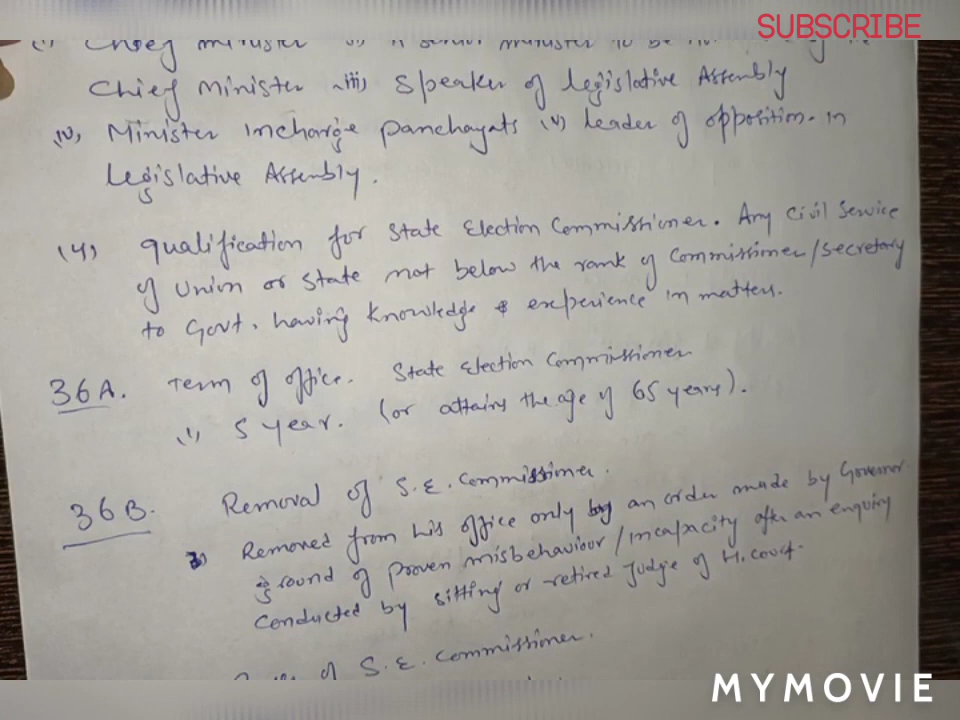 SUBSCRIBE
(i) Chief minister
Chief Minister (iii) Speaker of legislative Assembly
(iv) Minister Incharge Panchayats (v) leader of opposition. in
legislative Assembly.
(4) qualification for State Election Commissioner. Any civil service
of Union or State not below the rank of Commissioner/Secretary
to Govt. having knowledge & experience in matters.
36A. Term of office. State Election Commissioner
(1) 5 year. (or attains the age of 65 years).
36B. Removal of S.E. Commissioner.
Removed from his office only by an order made by Governor
ground of proven misbehaviour/incapacity after an enquiry
conducted by sitting or retired Judge of H.court.
of S.E. Commissioner.
MYMOVIE